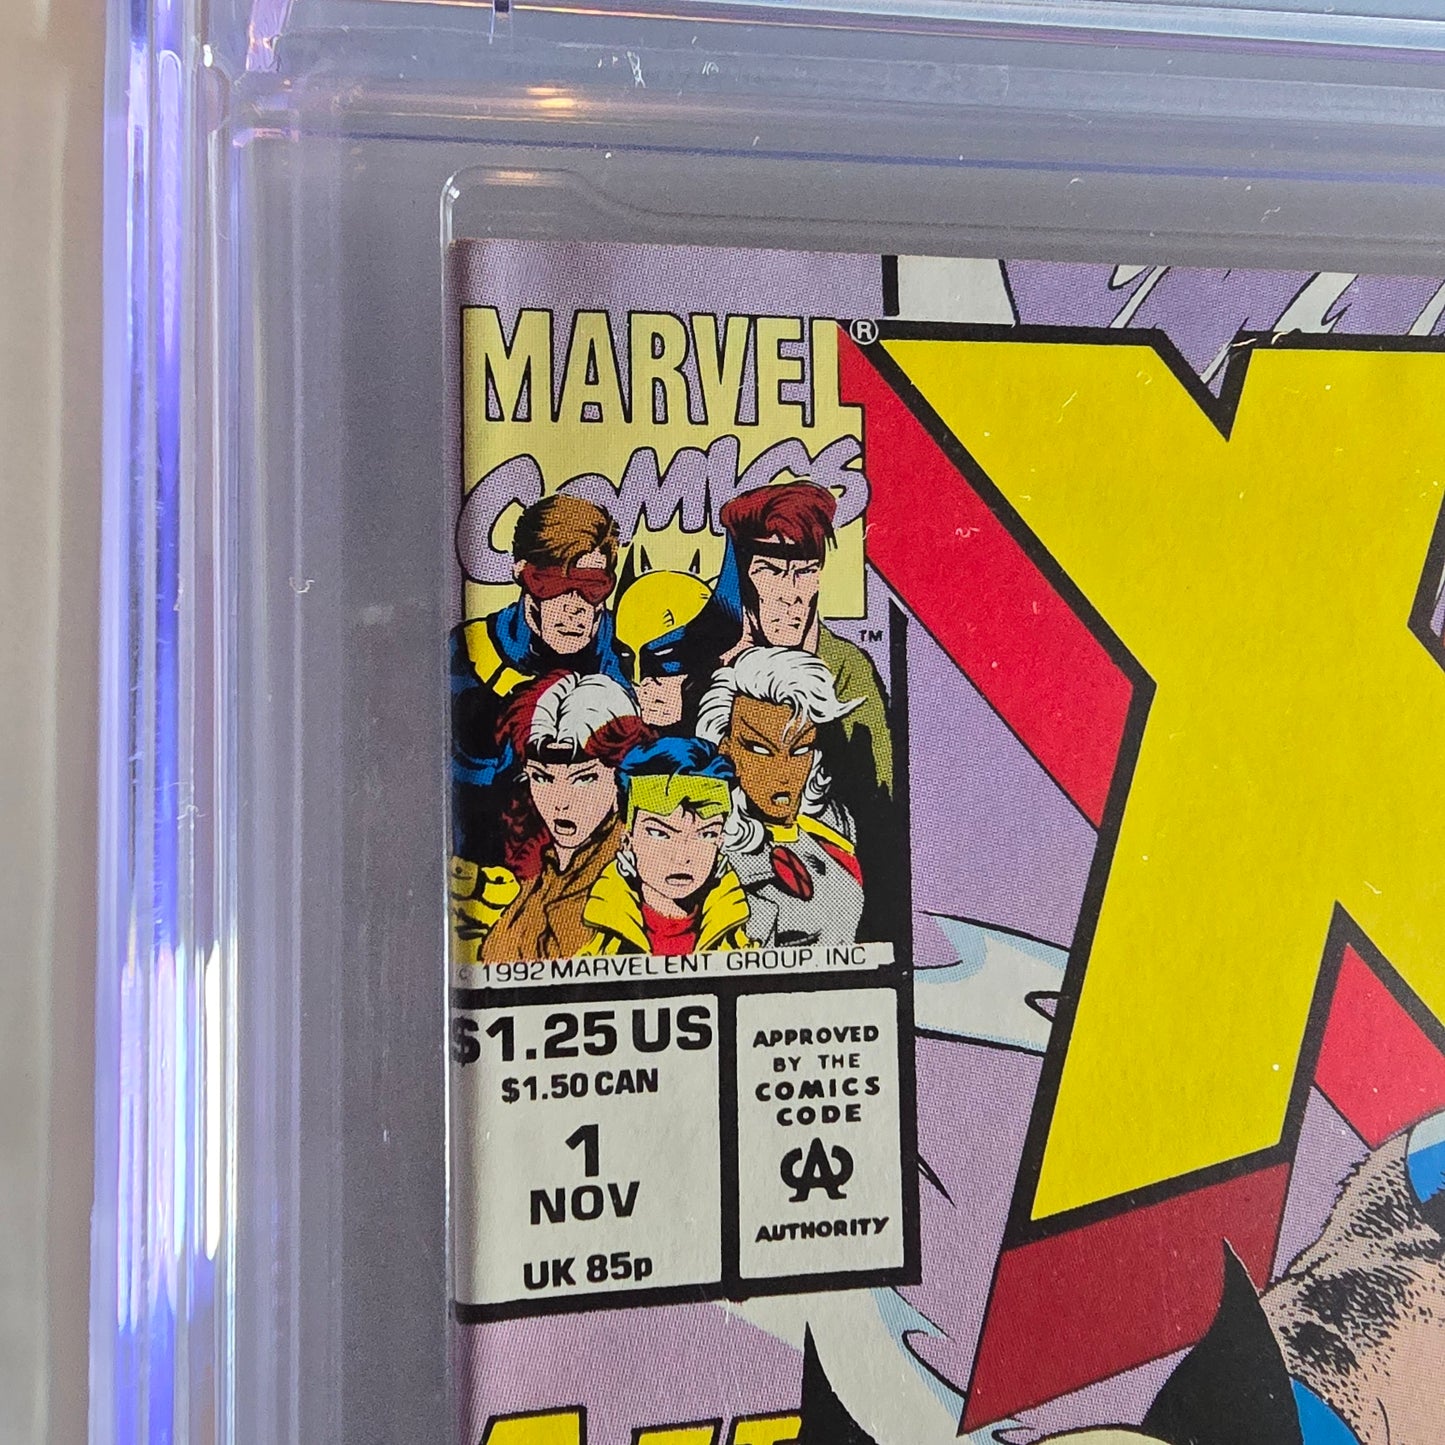 MARVEL®
COMICS
TM
© 1992 MARVEL ENT. GROUP, INC
$1.25 US
$1.50 CAN
1
NOV
UK 85p
APPROVED
BY THE
COMICS
CODE
CA
AUTHORITY
X